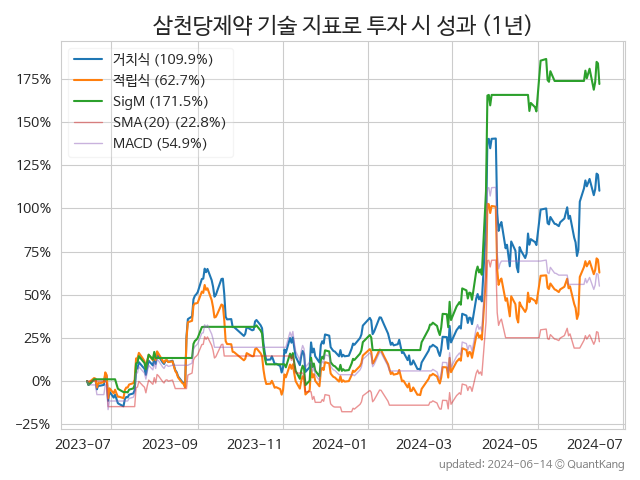 삼천당제약 기술 지표로 투자 시 성과 (1년)
거치식 (109.9%)
적립식 (62.7%)
SigM (171.5%)
SMA(20) (22.8%)
MACD (54.9%)
175%
150%
125%
100%
75%
50%
25%
0%
−25%
2023-07 2023-09 2023-11 2024-01 2024-03 2024-05 2024-07
updated: 2024-06-14 © QuantKang